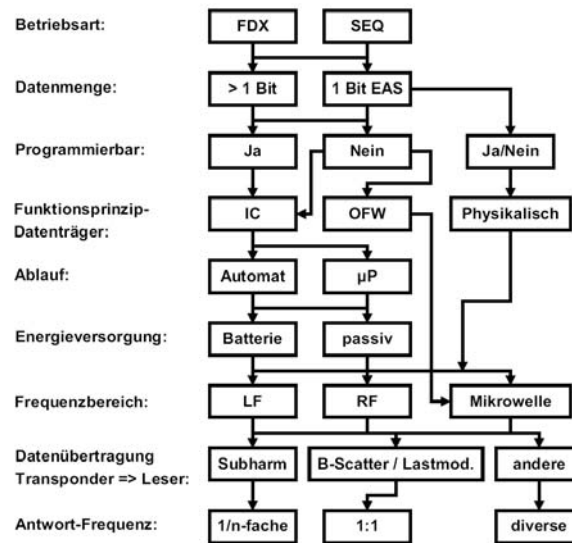 Betriebsart: FDX SEQ
Datenmenge: > 1 Bit 1 Bit EAS
Programmierbar: Ja Nein Ja/Nein
Funktionsprinzip-
Datenträger: IC OFW Physikalisch
Ablauf: Automat µP
Energieversorgung: Batterie passiv
Frequenzbereich: LF RF Mikrowelle
Datenübertragung
Transponder => Leser: Subharm B-Scatter / Lastmod. andere
Antwort-Frequenz: 1/n-fache 1:1 diverse